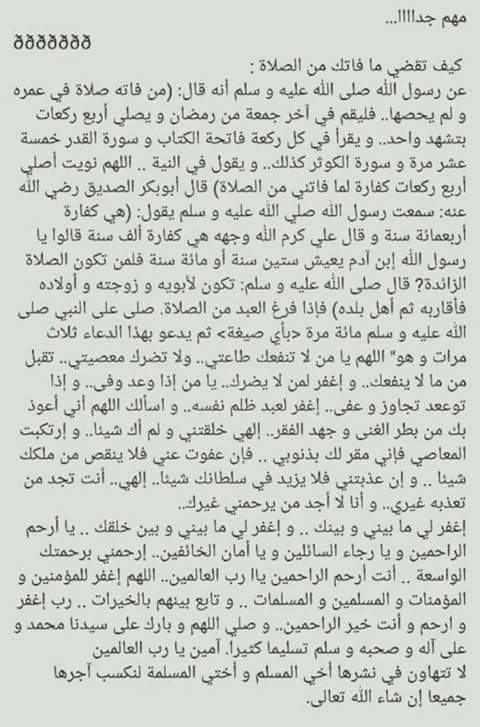 مهم جداااا...
ðððððððð
كيف تقضي ما فاتك من الصلاة :
عن رسول الله صلى الله عليه و سلم أنه قال: (من فاته صلاة في عمره
و لم يحصها.. فليقم في آخر جمعة من رمضان و يصلي أربع ركعات
بتشهد واحد.. و يقرأ في كل ركعة فاتحة الكتاب و سورة القدر خمسة
عشر مرة و سورة الكوثر كذلك.. و يقول في النية .. اللهم نويت أصلي
أربع ركعات كفارة لما فاتني من الصلاة) قال أبوبكر الصديق رضي الله
عنه: سمعت رسول الله صلي الله عليه و سلم يقول: (هي كفارة
أربعمائة سنة و قال علي كرم الله وجهه هي كفارة ألف سنة قالوا يا
رسول الله إبن آدم يعيش ستين سنة أو مائة سنة فلمن تكون الصلاة
الزائدة? قال صلى الله عليه و سلم: تكون لأبويه و زوجته و أولاده
فأقاربه ثم أهل بلده) فإذا فرغ العبد من الصلاة. صلى على النبي صلى
الله عليه و سلم مائة مرة <بأي صيغة> ثم يدعو بهذا الدعاء ثلاث
مرات و هو" اللهم يا من لا تنفعك طاعتي.. ولا تضرك معصيتي.. تقبل
من ما لا ينفعك.. و إغفر لمن لا يضرك.. يا من إذا وعد وفى.. و إذا
توععد تجاوز و عفى.. إغفر لعبد ظلم نفسه.. و اسألك اللهم أني أعوذ
بك من بطر الغنى و جهد الفقر.. إلهي خلقتني و لم أك شيئا.. و إرتكبت
المعاصي فإني مقر لك بذنوبي .. فإن عفوت عني فلا ينقص من ملكك
شيئا .. و إن عذبتني فلا يزيد في سلطانك شيئا.. إلهي.. أنت تجد من
تعذبه غيري.. و أنا لا أجد من يرحمني غيرك..
إغفر لي ما بيني و بينك .. و إغفر لي ما بيني و بين خلقك .. يا أرحم
الراحمين و يا رجاء السائلين و يا أمان الخائفين.. إرحمني برحمتك
الواسعة .. أنت أرحم الراحمين ياا رب العالمين.. اللهم إغفر للمؤمنين و
المؤمنات و المسلمين و المسلمات .. و تابع بينهم بالخيرات .. رب إغفر
و ارحم و أنت خير الراحمين.. و صلي اللهم و بارك على سيدنا محمد و
على آله و صحبه و سلم تسليما كثيرا. آمين يا رب العالمين
لا تتهاون في نشرها أخي المسلم و أختي المسلمة لنكسب آجرها
جميعا إن شاء الله تعالى.